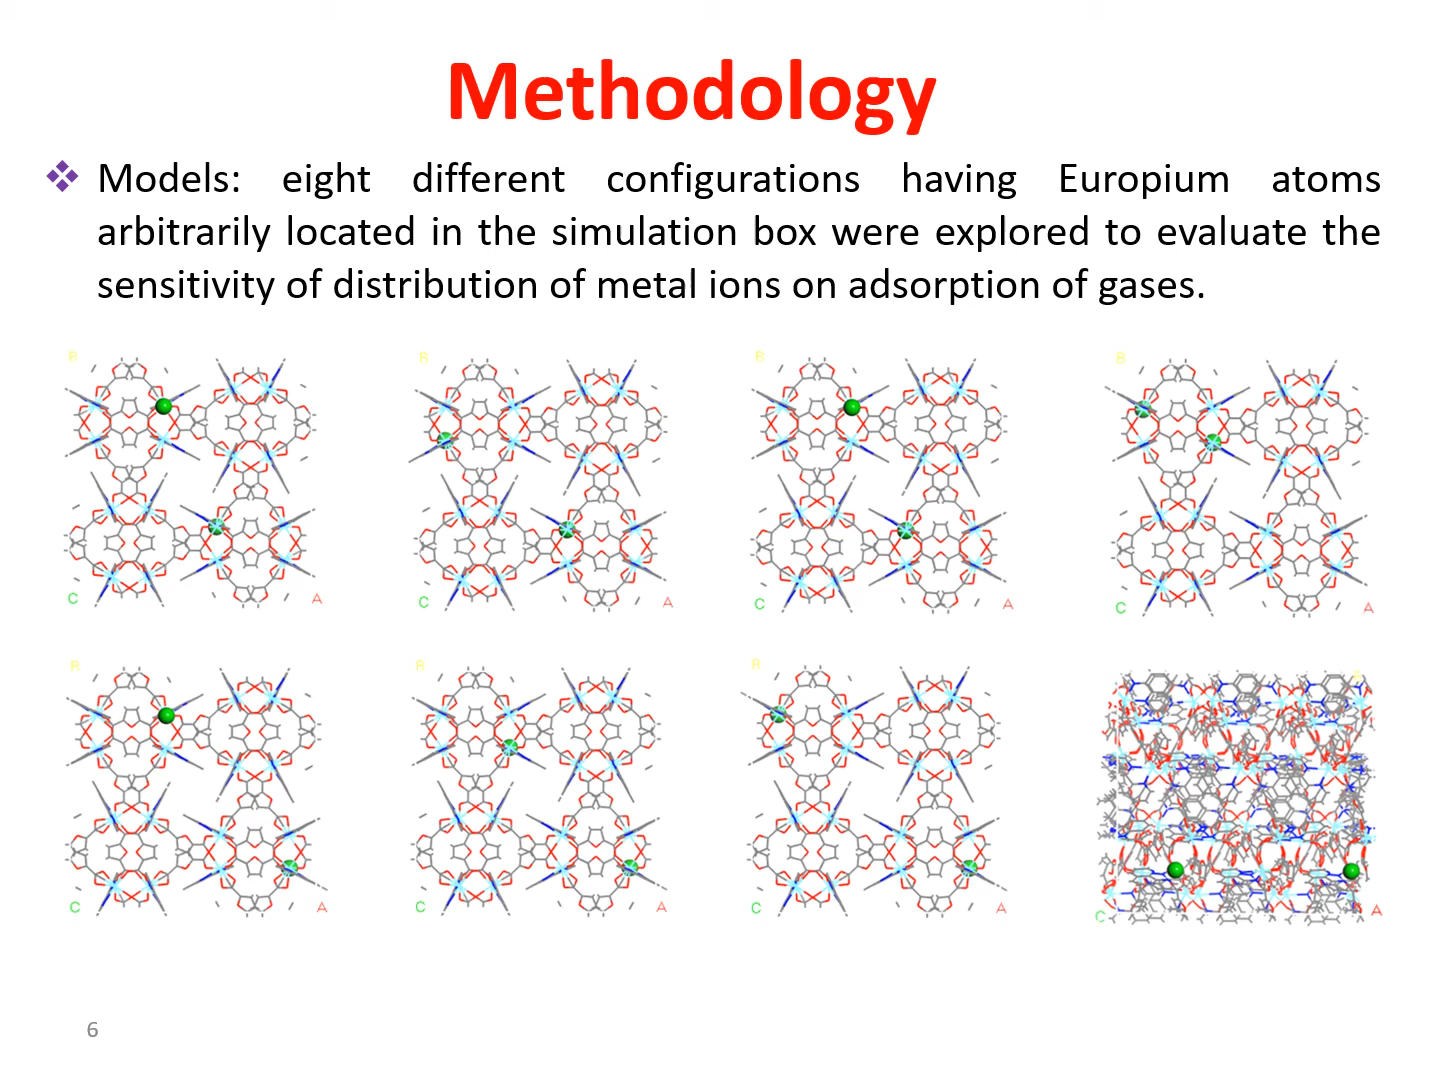 Methodology
❖ Models: eight different configurations having Europium atoms
arbitrarily located in the simulation box were explored to evaluate the
sensitivity of distribution of metal ions on adsorption of gases.
B B B B
C A C A C A C A
B B B
C A C A C A C A
6